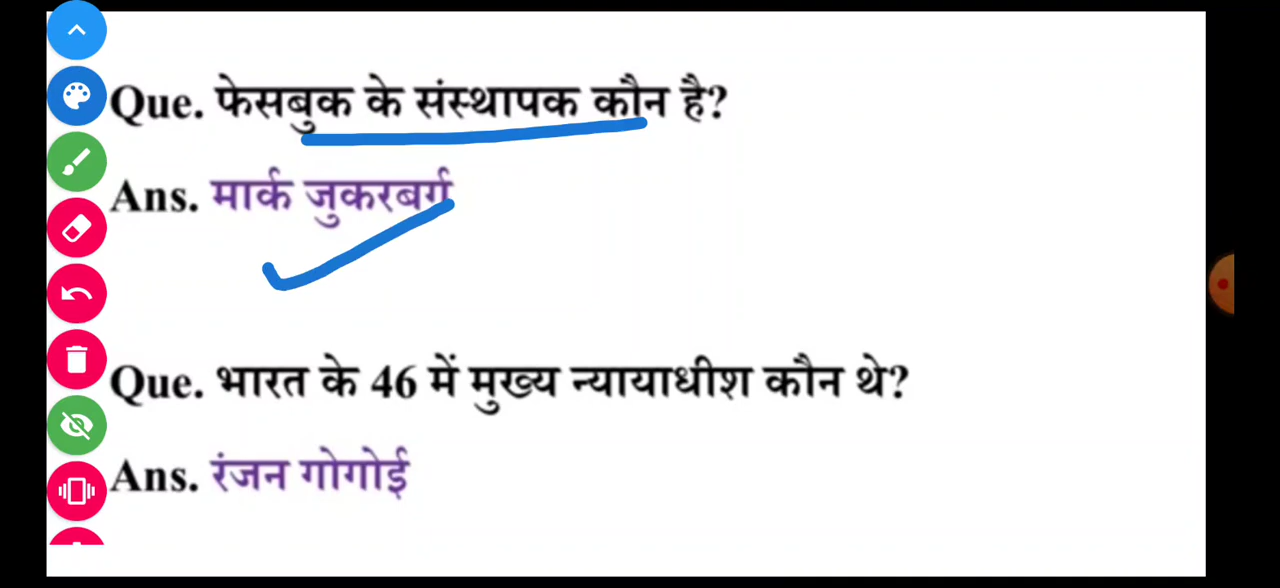 Que. फेसबुक के संस्थापक कौन है?
Ans. मार्क जुकरबर्ग
Que. भारत के 46 में मुख्य न्यायाधीश कौन थे?
Ans. रंजन गोगोई